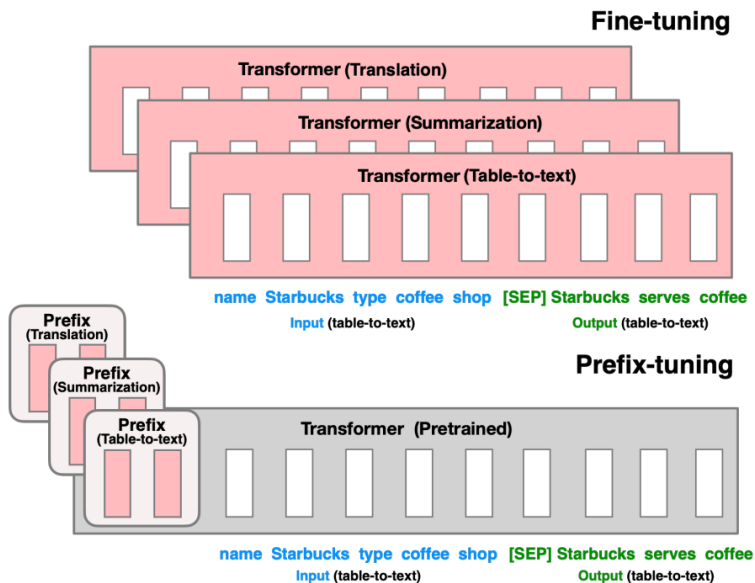 Fine-tuning
Transformer (Translation)
Transformer (Summarization)
Transformer (Table-to-text)
name Starbucks type coffee shop [SEP] Starbucks serves coffee
Input (table-to-text) Output (table-to-text)
Prefix-tuning
Prefix
(Translation)
Prefix
(Summarization)
Prefix
(Table-to-text)
Transformer (Pretrained)
name Starbucks type coffee shop [SEP] Starbucks serves coffee
Input (table-to-text) Output (table-to-text)